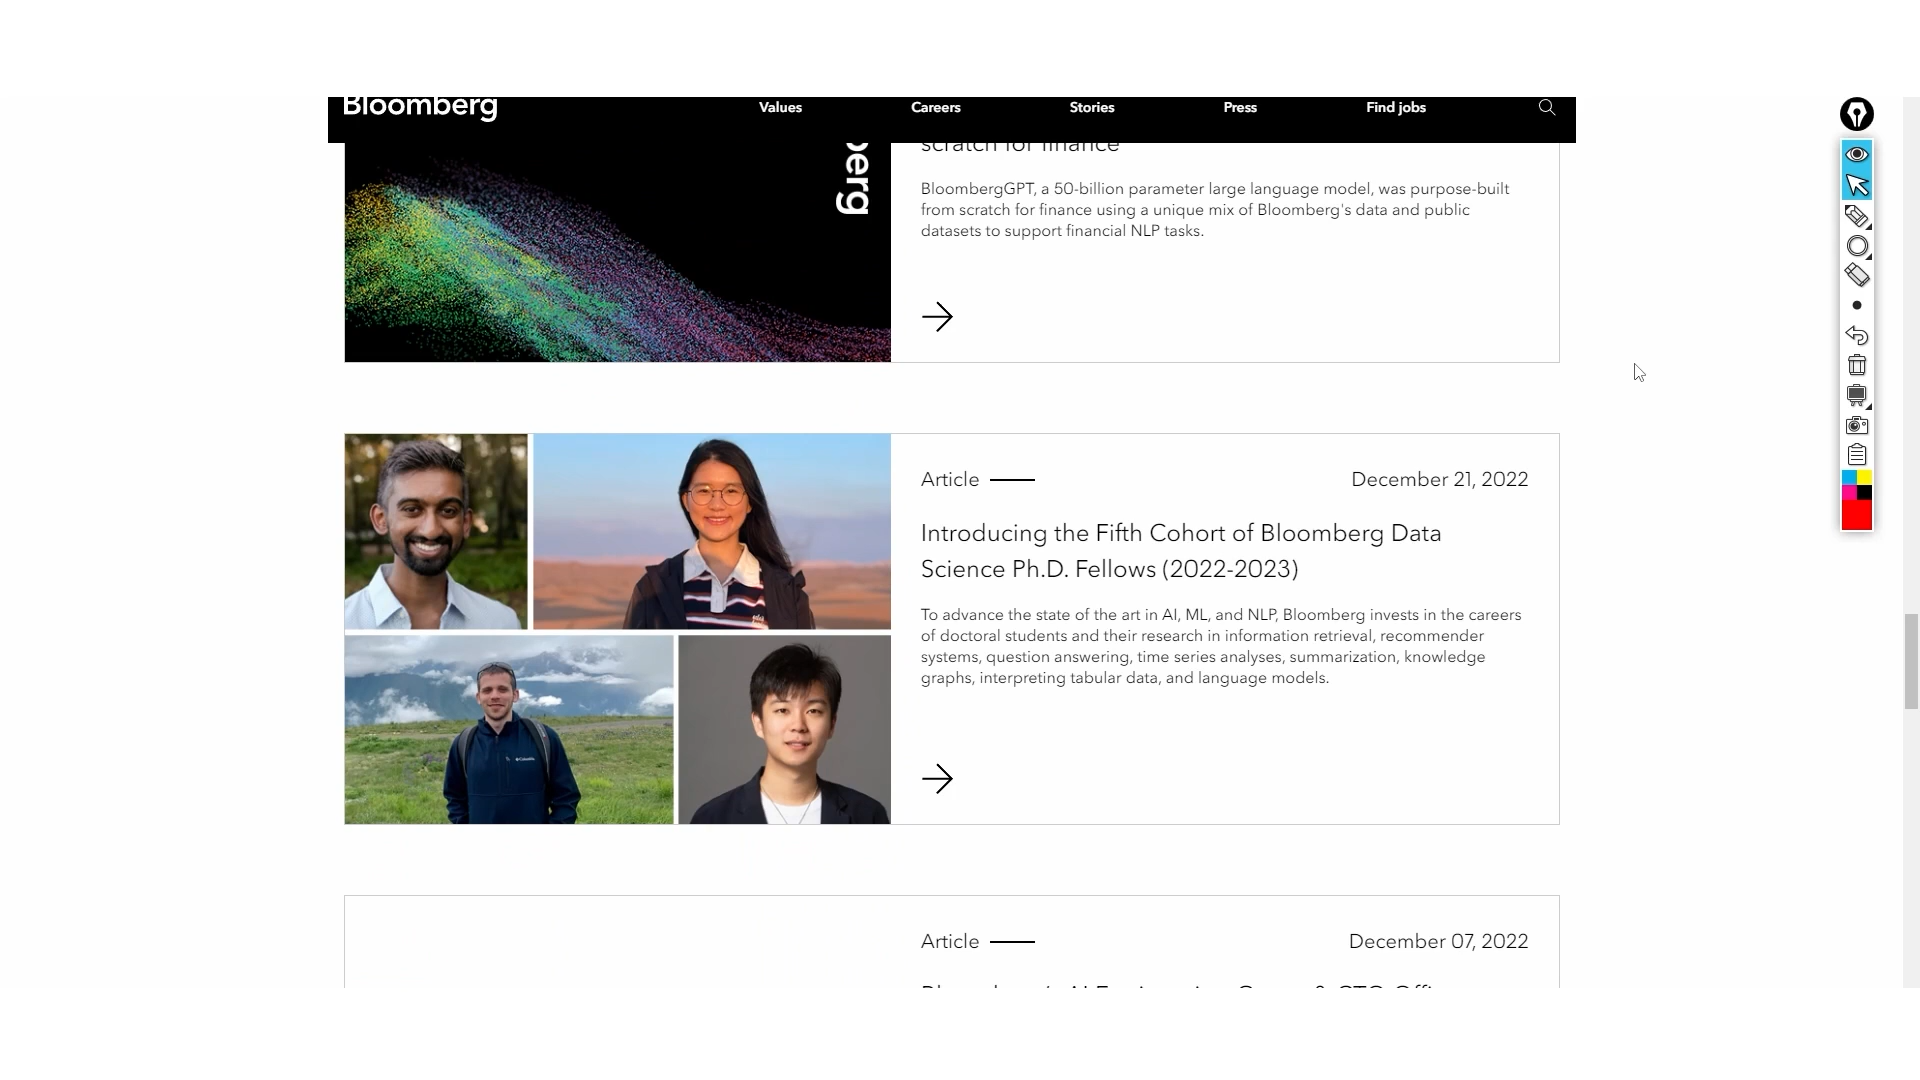 Bloomberg
Values
Careers
Stories
Press
Find jobs
berg
scratch for finance
BloombergGPT, a 50-billion parameter large language model, was purpose-built
from scratch for finance using a unique mix of Bloomberg's data and public
datasets to support financial NLP tasks.
Article
December 21, 2022
Introducing the Fifth Cohort of Bloomberg Data
Science Ph.D. Fellows (2022-2023)
To advance the state of the art in AI, ML, and NLP, Bloomberg invests in the careers
of doctoral students and their research in information retrieval, recommender
systems, question answering, time series analyses, summarization, knowledge
graphs, interpreting tabular data, and language models.
Article
December 07, 2022